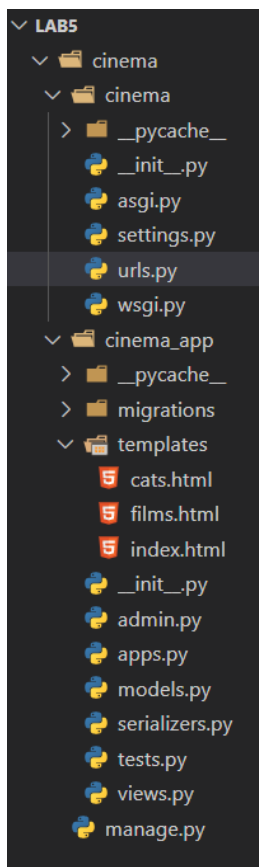 LAB5
cinema
cinema
__pycache__
__init__.py
asgi.py
settings.py
urls.py
wsgi.py
cinema_app
__pycache__
migrations
templates
cats.html
films.html
index.html
__init__.py
admin.py
apps.py
models.py
serializers.py
tests.py
views.py
manage.py